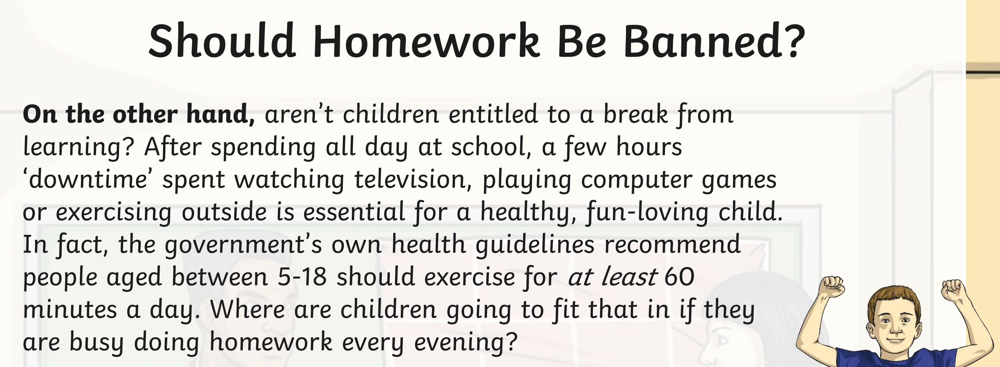 Should Homework Be Banned?
On the other hand, aren’t children entitled to a break from
learning? After spending all day at school, a few hours
‘downtime’ spent watching television, playing computer games
or exercising outside is essential for a healthy, fun-loving child.
In fact, the government’s own health guidelines recommend
people aged between 5-18 should exercise for at least 60
minutes a day. Where are children going to fit that in if they
are busy doing homework every evening?